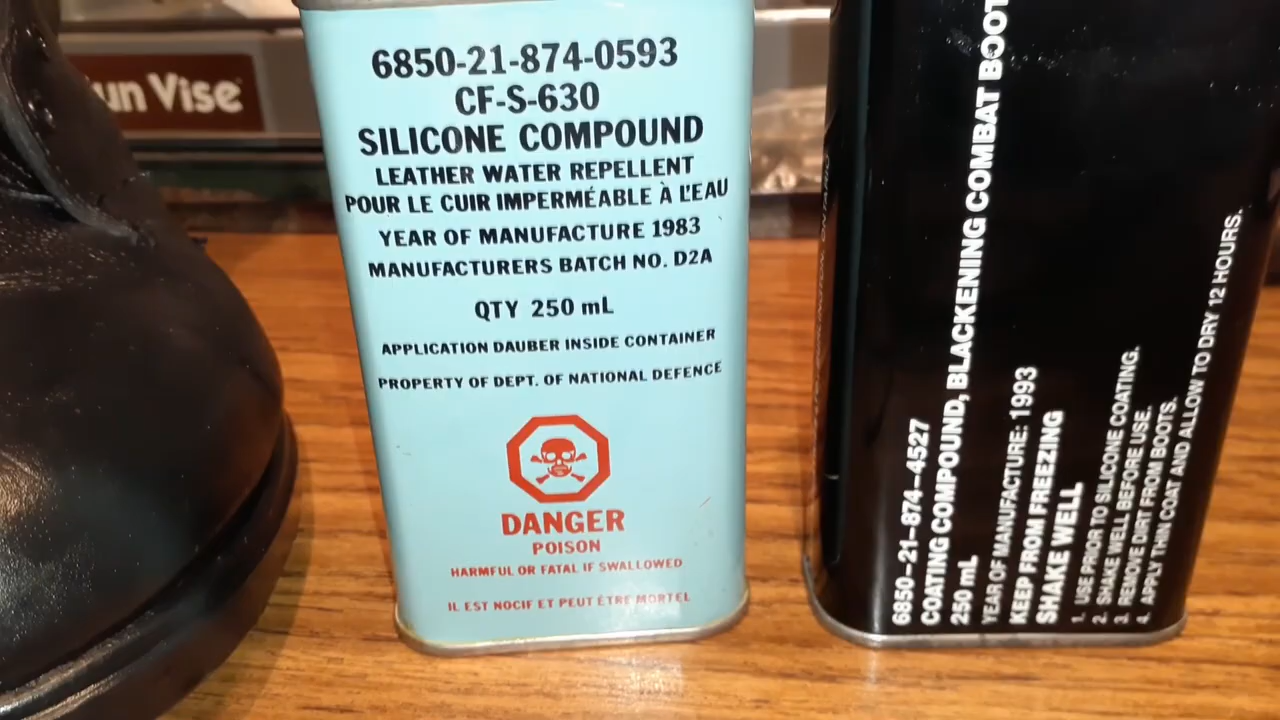 un Vise
6850-21-874-0593
CF-S-630
SILICONE COMPOUND
LEATHER WATER REPELLENT
POUR LE CUIR IMPERMÉABLE À L'EAU
YEAR OF MANUFACTURE 1983
MANUFACTURERS BATCH NO. D2A
QTY 250 mL
APPLICATION DAUBER INSIDE CONTAINER
PROPERTY OF DEPT. OF NATIONAL DEFENCE
DANGER
POISON
HARMFUL OR FATAL IF SWALLOWED
IL EST NOCIF ET PEUT ÊTRE MORTEL
6850-21-874-4527
COATING COMPOUND, BLACKENING COMBAT BOOT
250 mL
YEAR OF MANUFACTURE: 1993
KEEP FROM FREEZING
SHAKE WELL
1. USE PRIOR TO SILICONE COATING.
2. SHAKE WELL BEFORE USE.
3. REMOVE DIRT FROM BOOTS.
4. APPLY THIN COAT AND ALLOW TO DRY 12 HOURS.